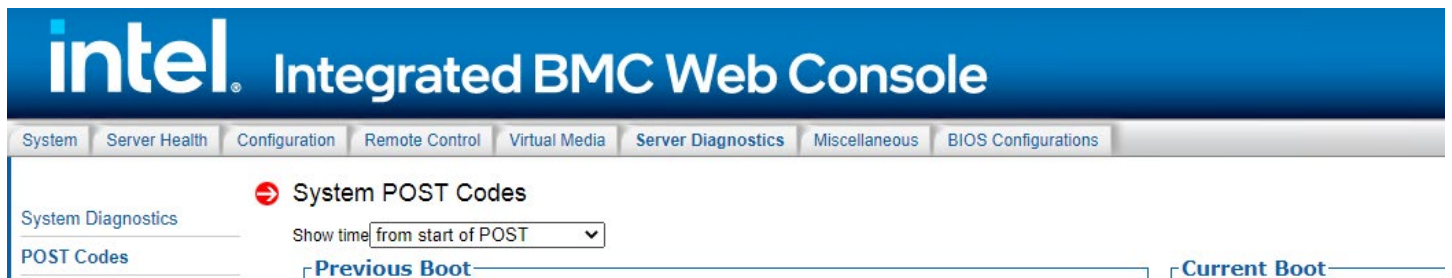 intel. Integrated BMC Web Console
System Server Health Configuration Remote Control Virtual Media Server Diagnostics Miscellaneous BIOS Configurations
System POST Codes
System Diagnostics
Show time from start of POST
POST Codes
Previous Boot Current Boot